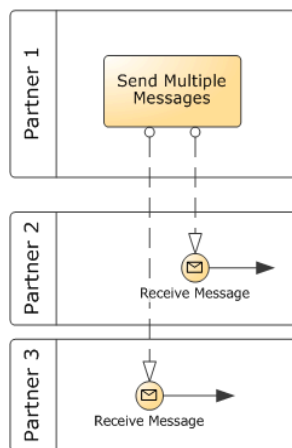 Partner 1
Send Multiple
Messages
Partner 2
Receive Message
Partner 3
Receive Message